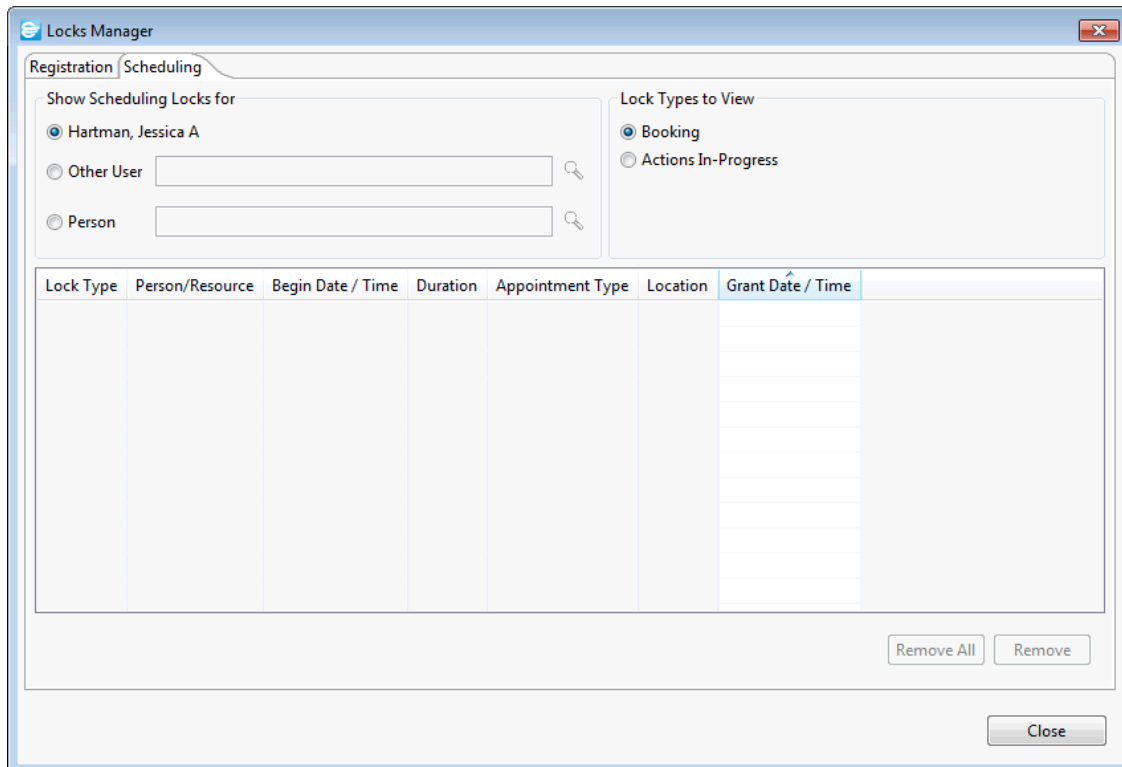 Locks Manager
Registration Scheduling
Show Scheduling Locks for
Hartman, Jessica A
Other User
Person
Lock Types to View
Booking
Actions In-Progress
Lock Type Person/Resource Begin Date / Time Duration Appointment Type Location Grant Date / Time
Remove All Remove
Close